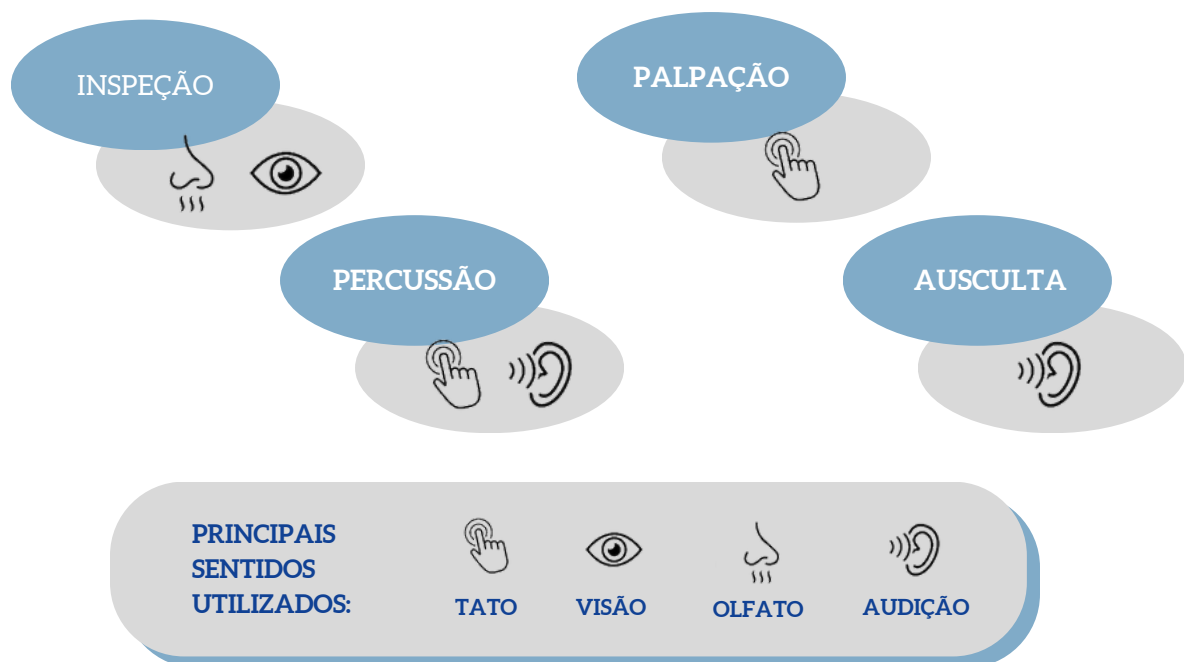 INSPEÇÃO
PALPAÇÃO
PERCUSSÃO
AUSCULTA
PRINCIPAIS
SENTIDOS
UTILIZADOS:
TATO
VISÃO
OLFATO
AUDIÇÃO